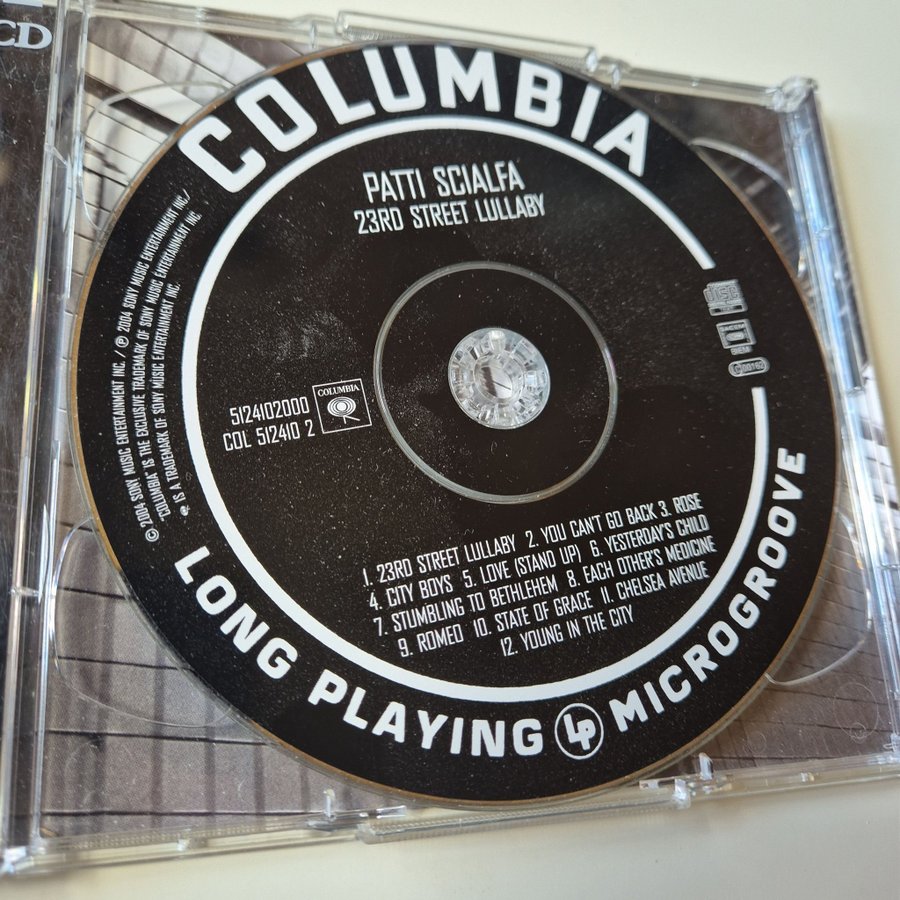 CD
COLUMBIA
PATTI SCIALFA
23RD STREET LULLABY
disc
5124102000
COL 512410 2
COLUMBIA
1. 23RD STREET LULLABY 2. YOU CAN'T GO BACK 3. ROSE
4. CITY BOYS 5. LOVE (STAND UP) 6. YESTERDAY'S CHILD
7. STUMBLING TO BETHLEHEM 8. EACH OTHER'S MEDICINE
9. ROMEO 10. STATE OF GRACE 11. CHELSEA AVENUE
12. YOUNG IN THE CITY
© 2004 SONY MUSIC ENTERTAINMENT INC. / ℗ 2004 SONY MUSIC ENTERTAINMENT INC./
"COLUMBIA" IS THE EXCLUSIVE TRADEMARK OF SONY MUSIC ENTERTAINMENT INC
IS A TRADEMARK OF SONY MUSIC ENTERTAINMENT INC.
LONG PLAYING LP MICROGROOVE